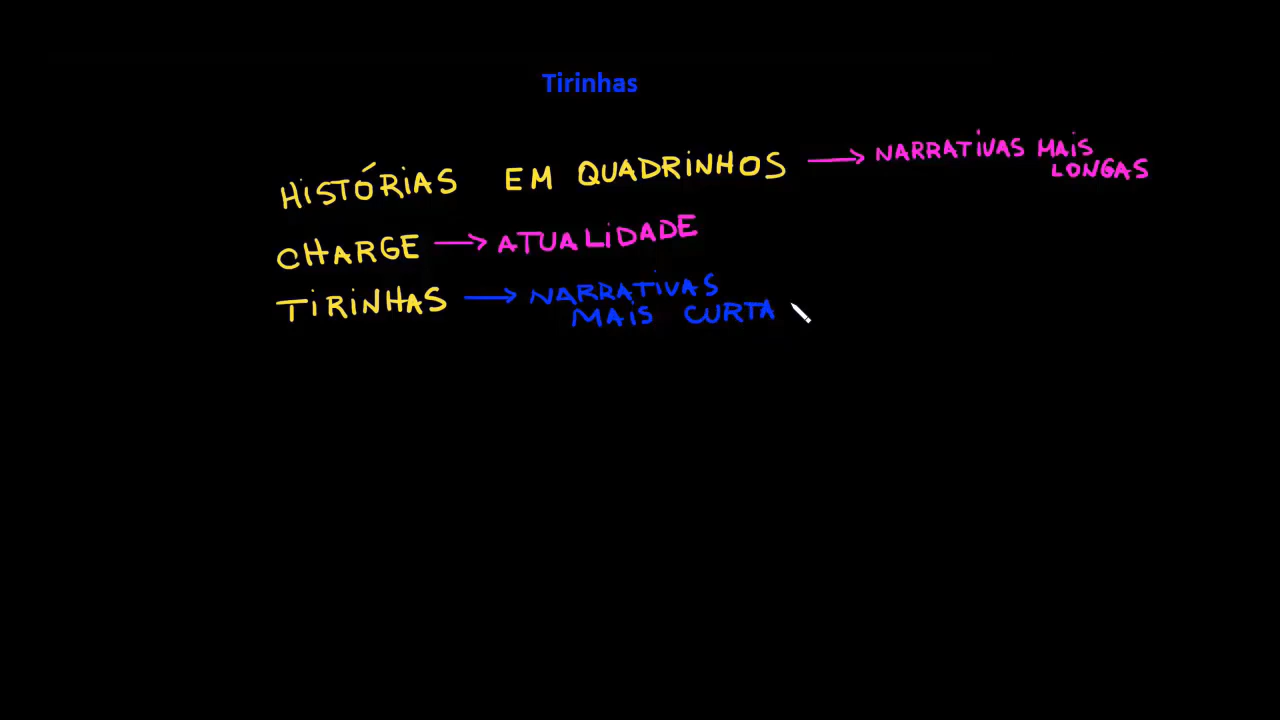 Tirinhas
HISTÓRIAS EM QUADRINHOS → NARRATIVAS MAIS
LONGAS
CHARGE → ATUALIDADE
TIRINHAS → NARRATIVAS
MAIS CURTA